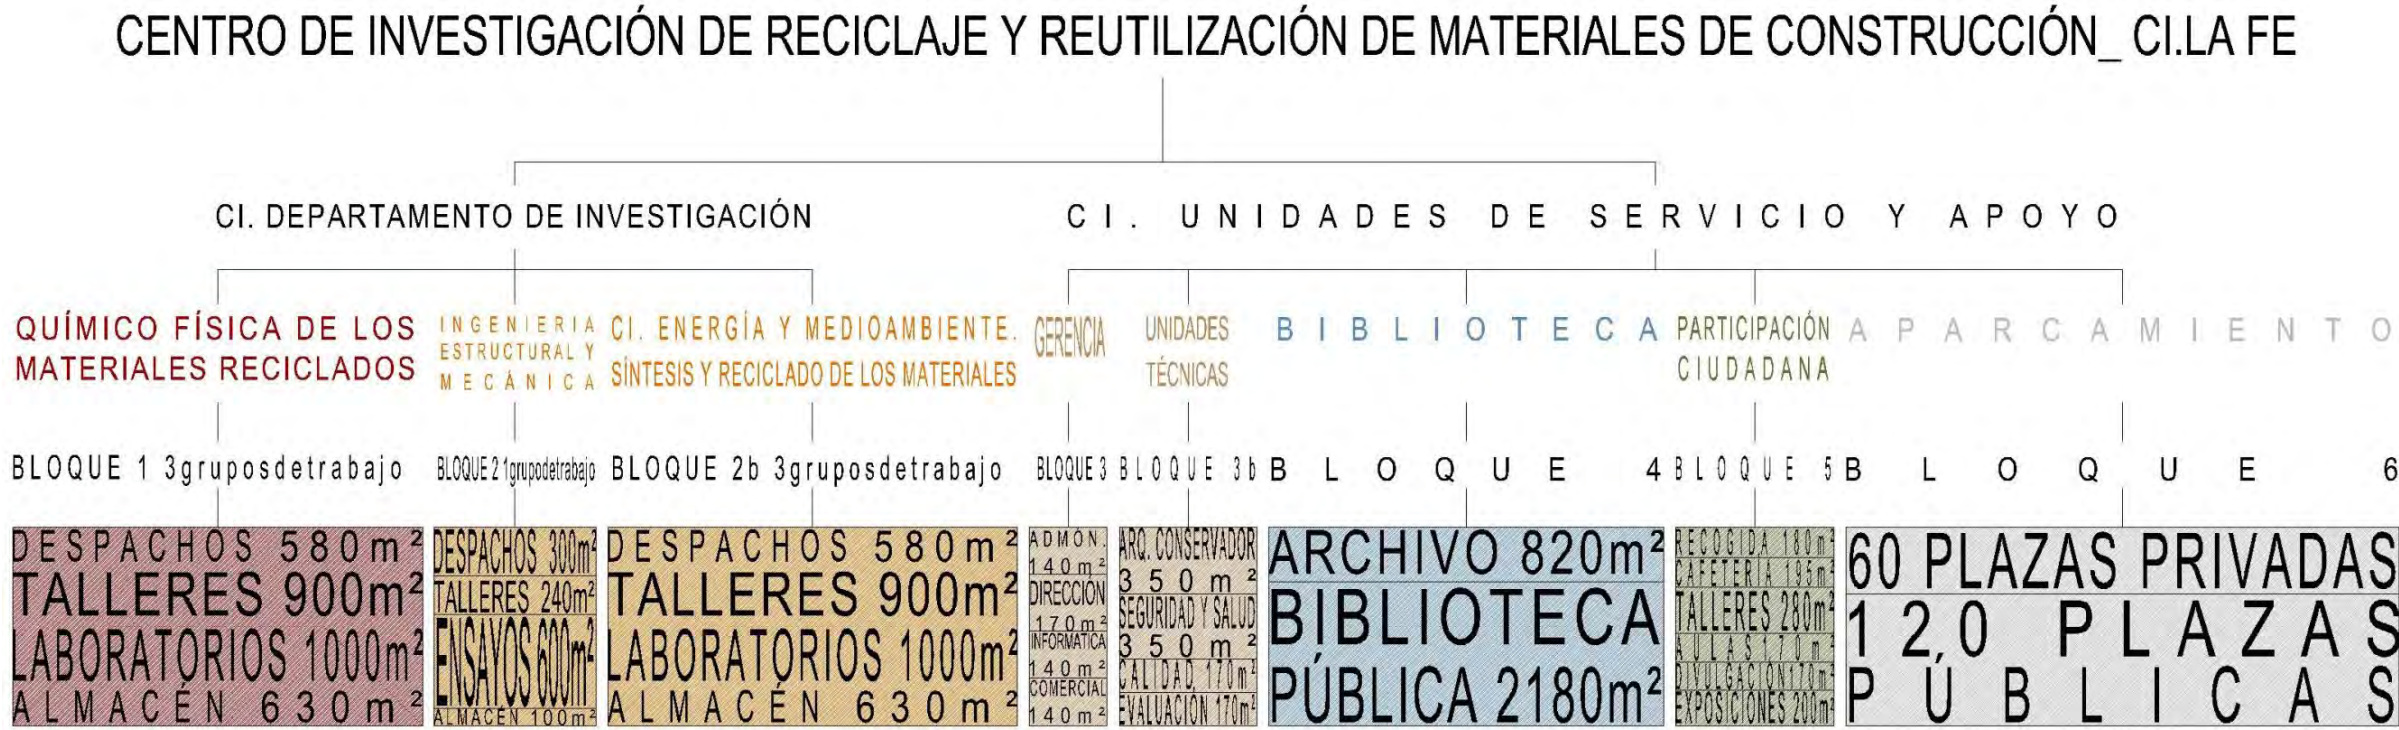 CENTRO DE INVESTIGACIÓN DE RECICLAJE Y REUTILIZACIÓN DE MATERIALES DE CONSTRUCCIÓN_ CI.LA FE
CI. DEPARTAMENTO DE INVESTIGACIÓN
CI. UNIDADES DE SERVICIO Y APOYO
QUÍMICO FÍSICA DE LOS
MATERIALES RECICLADOS
INGENIERIA
ESTRUCTURAL Y
MECÁNICA
CI. ENERGÍA Y MEDIOAMBIENTE.
SÍNTESIS Y RECICLADO DE LOS MATERIALES
GERENCIA
UNIDADES
TÉCNICAS
BIBLIOTECA
PARTICIPACIÓN
CIUDADANA
APARCAMIENTO
BLOQUE 1 3gruposdetrabajo
BLOQUE 2 1grupodetrabajo
BLOQUE 2b 3gruposdetrabajo
BLOQUE 3
BLOQUE 3b
BLOQUE 4
BLOQUE 5
BLOQUE 6
DESPACHOS 580m²
TALLERES 900m²
LABORATORIOS 1000m²
ALMACÉN 630m²
DESPACHOS 300m²
TALLERES 240m²
ENSAYOS 600m²
ALMACÉN 100m²
DESPACHOS 580m²
TALLERES 900m²
LABORATORIOS 1000m²
ALMACÉN 630m²
ADMÓN.
140m²
DIRECCIÓN
170m²
INFORMATICA
140m²
COMERCIAL
140m²
ARQ. CONSERVADOR
350m²
SEGURIDAD Y SALUD
350m²
CALIDAD, 170m²
EVALUACIÓN 170m²
ARCHIVO 820m²
BIBLIOTECA
PÚBLICA 2180m²
RECOGIDA 180m²
CAFETERIA 195m²
TALLERES 280m²
AULAS 170m²
DIVULGACIÓN 170m²
EXPOSICIONES 200m²
60 PLAZAS PRIVADAS
120 PLAZAS
PÚBLICAS